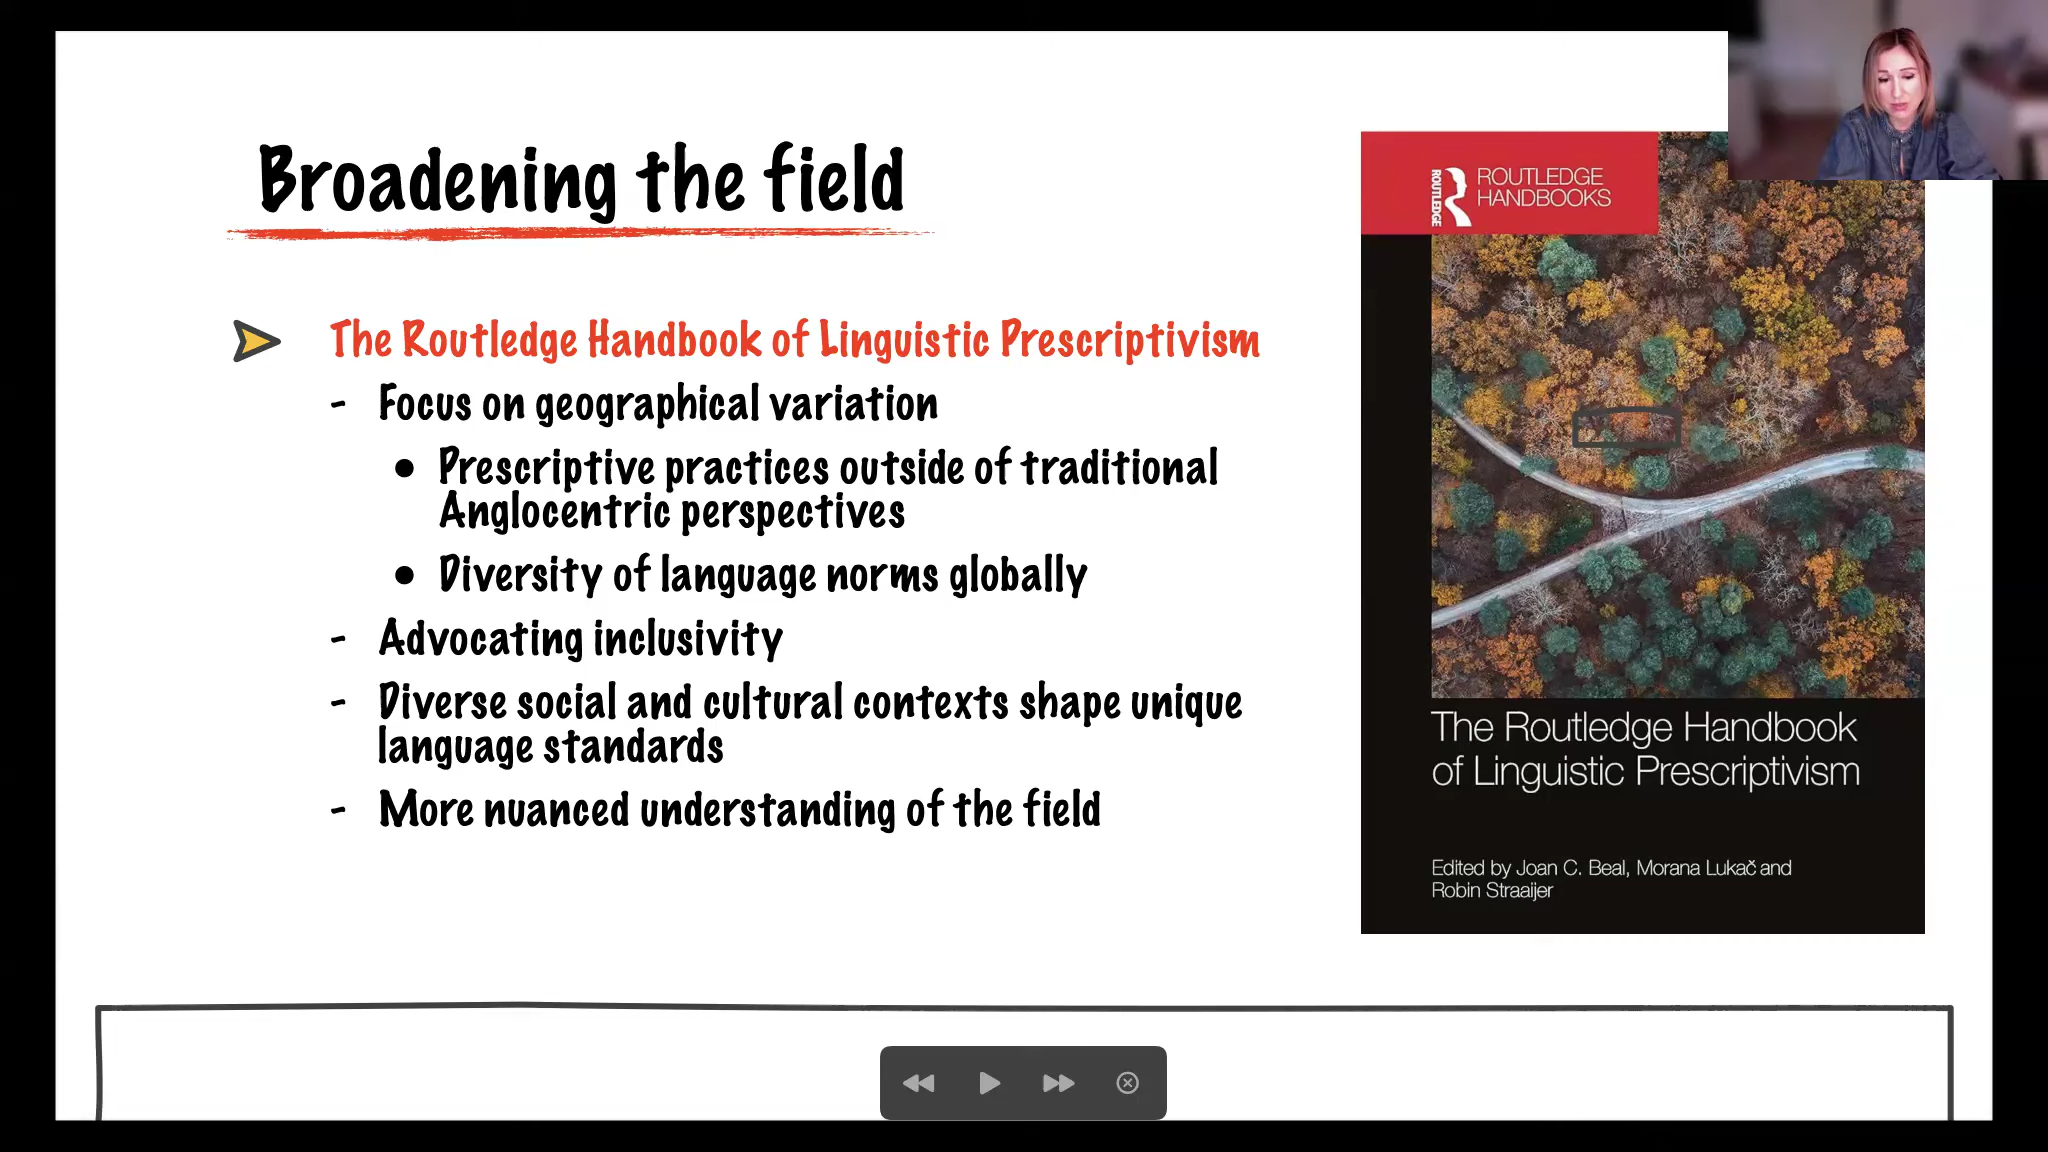 Broadening the field
The Routledge Handbook of Linguistic Prescriptivism
- Focus on geographical variation
• Prescriptive practices outside of traditional
Anglocentric perspectives
• Diversity of language norms globally
- Advocating inclusivity
- Diverse social and cultural contexts shape unique
language standards
- More nuanced understanding of the field
ROUTLEDGE
ROUTLEDGE
HANDBOOKS
The Routledge Handbook
of Linguistic Prescriptivism
Edited by Joan C. Beal, Morana Lukač and
Robin Straaijer